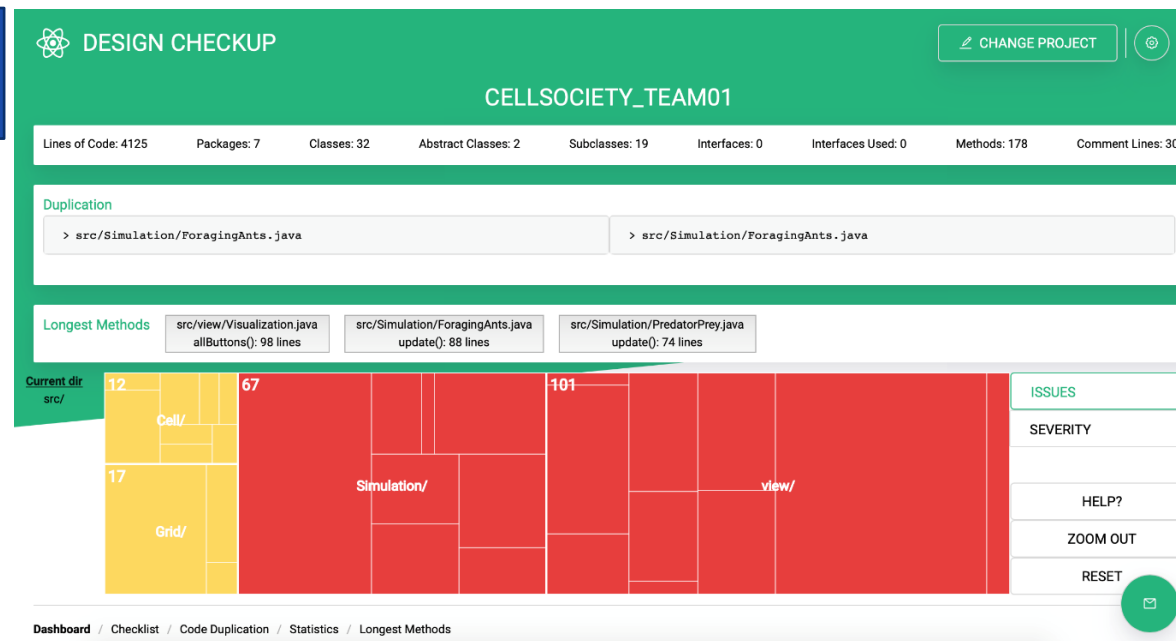 DESIGN CHECKUP
CHANGE PROJECT
CELLSOCIETY_TEAM01
Lines of Code: 4125 Packages: 7 Classes: 32 Abstract Classes: 2 Subclasses: 19 Interfaces: 0 Interfaces Used: 0 Methods: 178 Comment Lines: 30
Duplication
> src/Simulation/ForagingAnts.java > src/Simulation/ForagingAnts.java
Longest Methods
src/view/Visualization.java
allButtons(): 98 lines
src/Simulation/ForagingAnts.java
update(): 88 lines
src/Simulation/PredatorPrey.java
update(): 74 lines
Current dir
src/
12
Cell/
17
Grid/
67
Simulation/
101
view/
ISSUES
SEVERITY
HELP?
ZOOM OUT
RESET
Dashboard / Checklist / Code Duplication / Statistics / Longest Methods